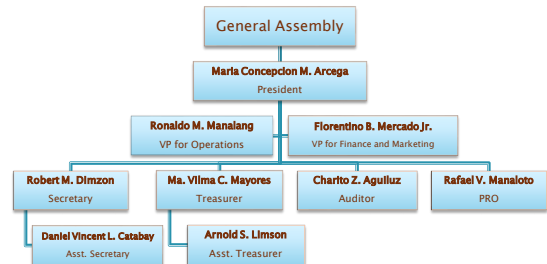 General Assembly
Maria Concepcion M. Arcega
President
Ronaldo M. Manalang
VP for Operations
Florentino B. Mercado Jr.
VP for Finance and Marketing
Robert M. Dimzon
Secretary
Ma. Vilma C. Mayores
Treasurer
Charito Z. Aguiluz
Auditor
Rafael V. Manaloto
PRO
Daniel Vincent L. Catabay
Asst. Secretary
Arnold S. Limson
Asst. Treasurer